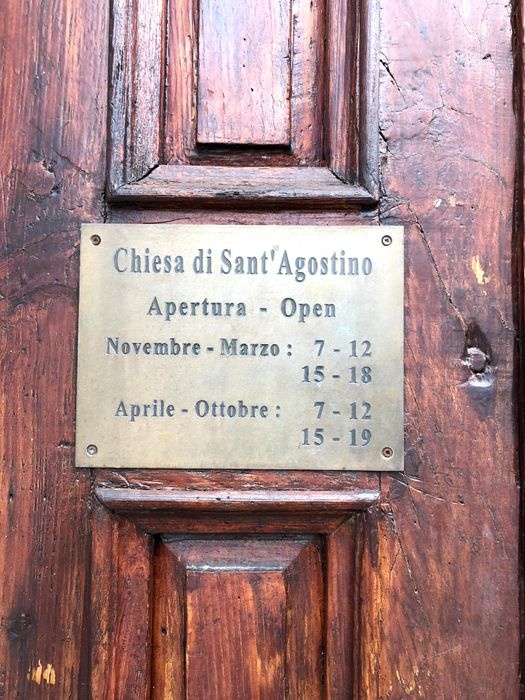 Chiesa di Sant'Agostino
Apertura - Open
Novembre - Marzo : 7 - 12
15 - 18
Aprile - Ottobre : 7 - 12
15 - 19